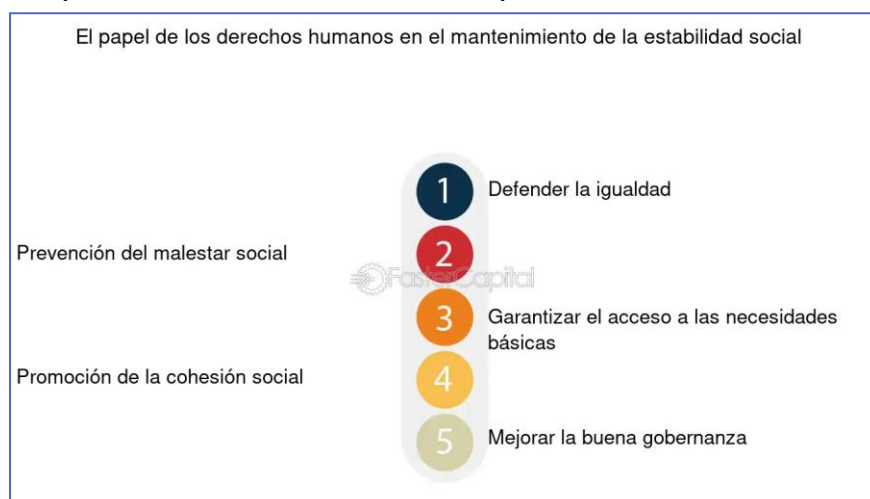 El papel de los derechos humanos en el mantenimiento de la estabilidad social
1 Defender la igualdad
Prevención del malestar social 2
FasterCapital
3 Garantizar el acceso a las necesidades
básicas
Promoción de la cohesión social 4
5 Mejorar la buena gobernanza